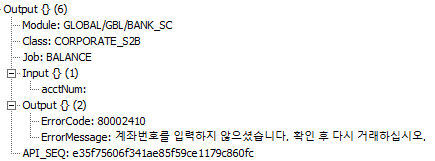 Output {} (6)
Module: GLOBAL/GBL/BANK_SC
Class: CORPORATE_S2B
Job: BALANCE
Input {} (1)
acctNum:
Output {} (2)
ErrorCode: 80002410
ErrorMessage: 계좌번호를 입력하지 않으셨습니다. 확인 후 다시 거래하십시오.
API_SEQ: e35f75606f341ae85f59ce1179c860fc